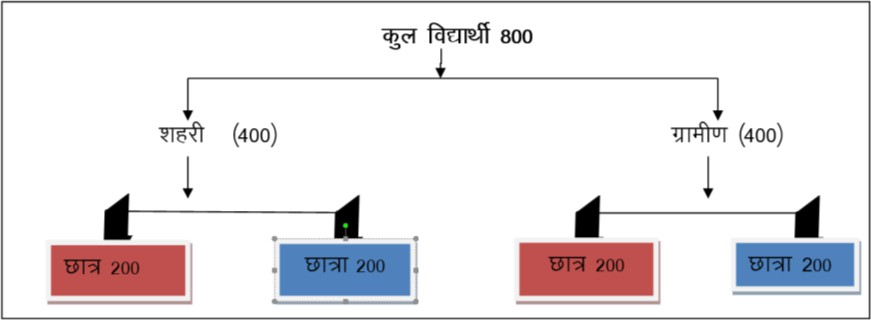 कुल विद्यार्थी 800
शहरी (400) ग्रामीण (400)
छात्र 200 छात्रा 200 छात्र 200 छात्रा 200